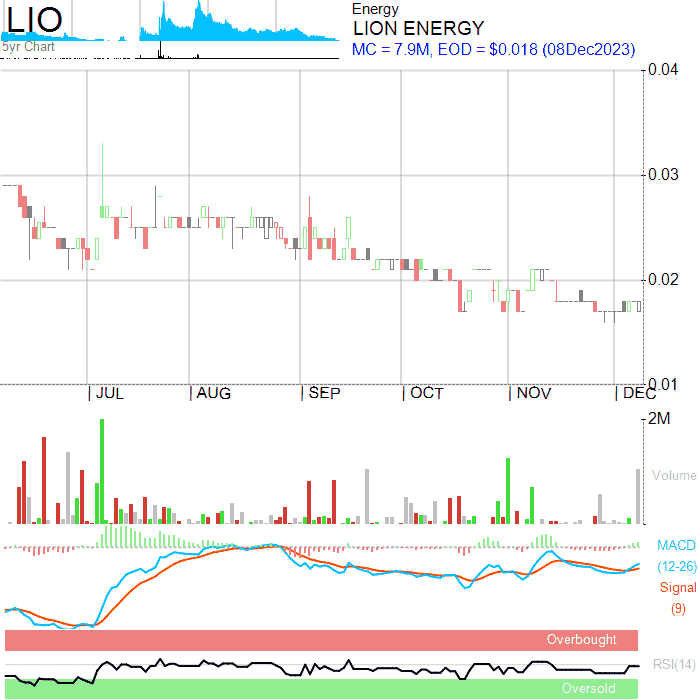 LIO
5yr Chart
Energy
LION ENERGY
MC = 7.9M, EOD = $0.018 (08Dec2023)
0.04
0.03
0.02
0.01
JUL
AUG
SEP
OCT
NOV
DEC
2M
Volume
MACD
(12-26)
Signal
(9)
Overbought
RSI(14)
Oversold